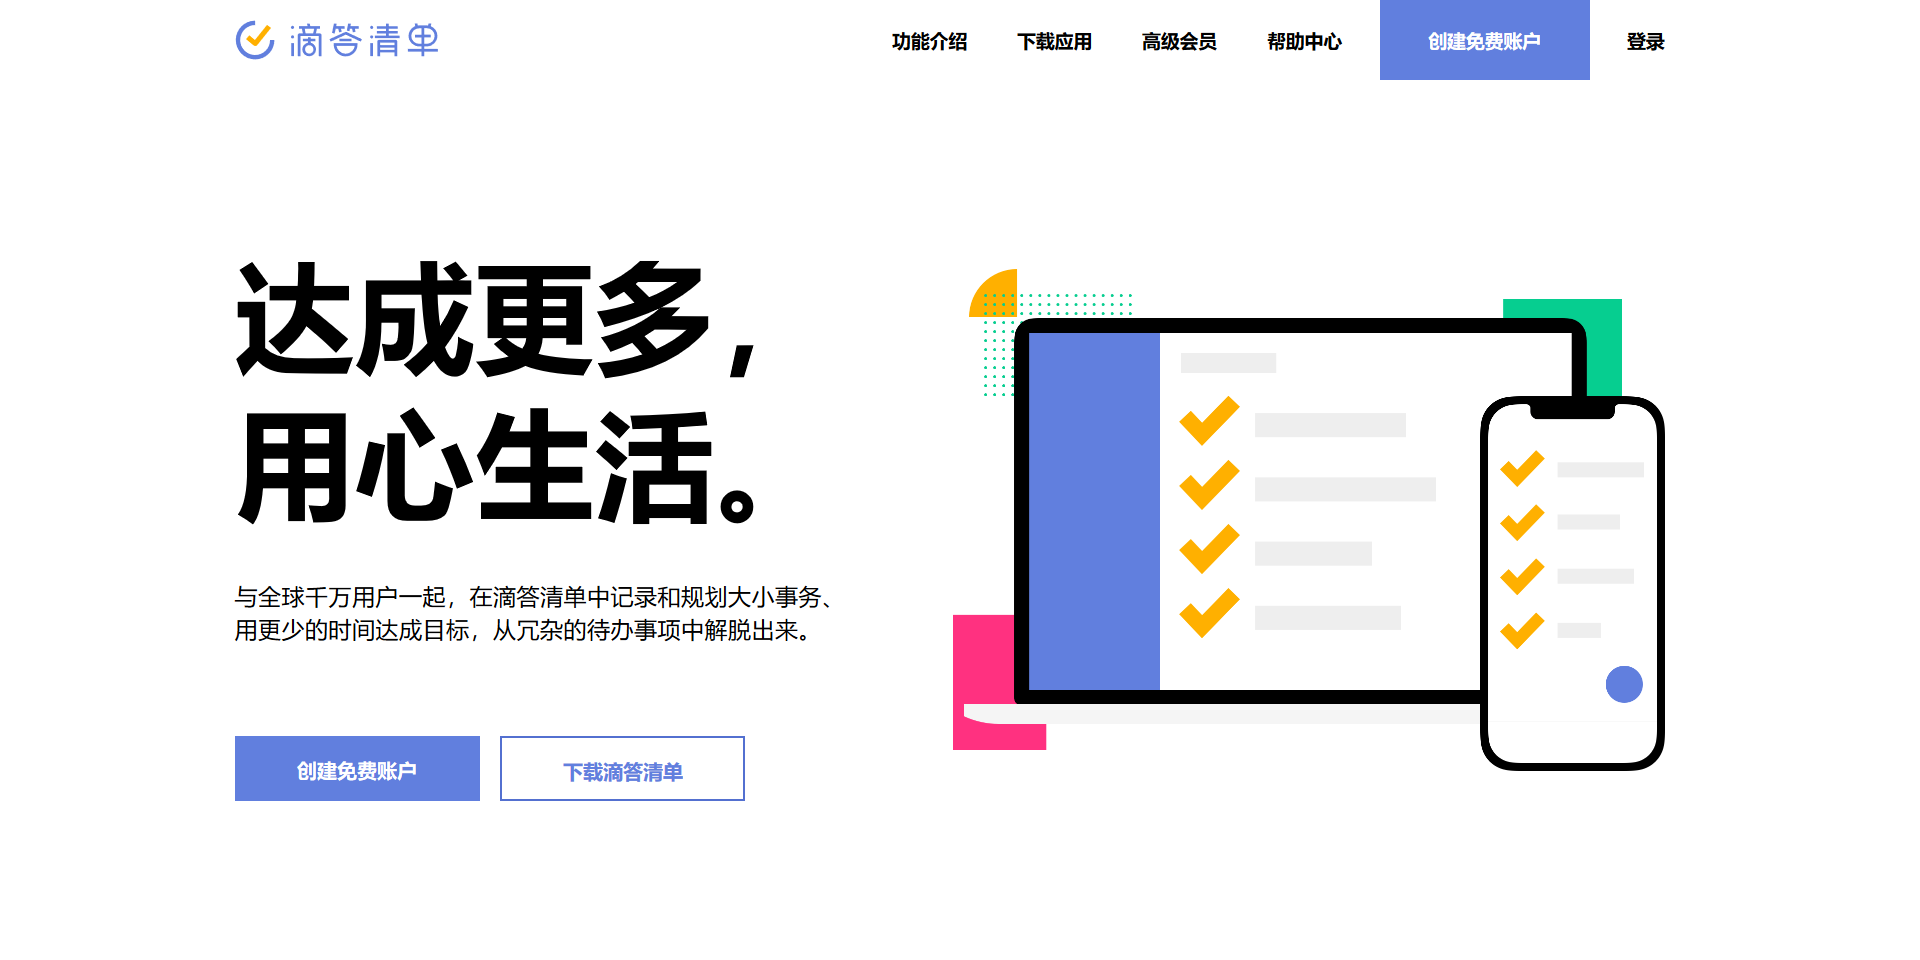 滴答清单
功能介绍
下载应用
高级会员
帮助中心
创建免费账户
登录
达成更多，
用心生活。
与全球千万用户一起，在滴答清单中记录和规划大小事务、
用更少的时间达成目标，从冗杂的待办事项中解脱出来。
创建免费账户
下载滴答清单